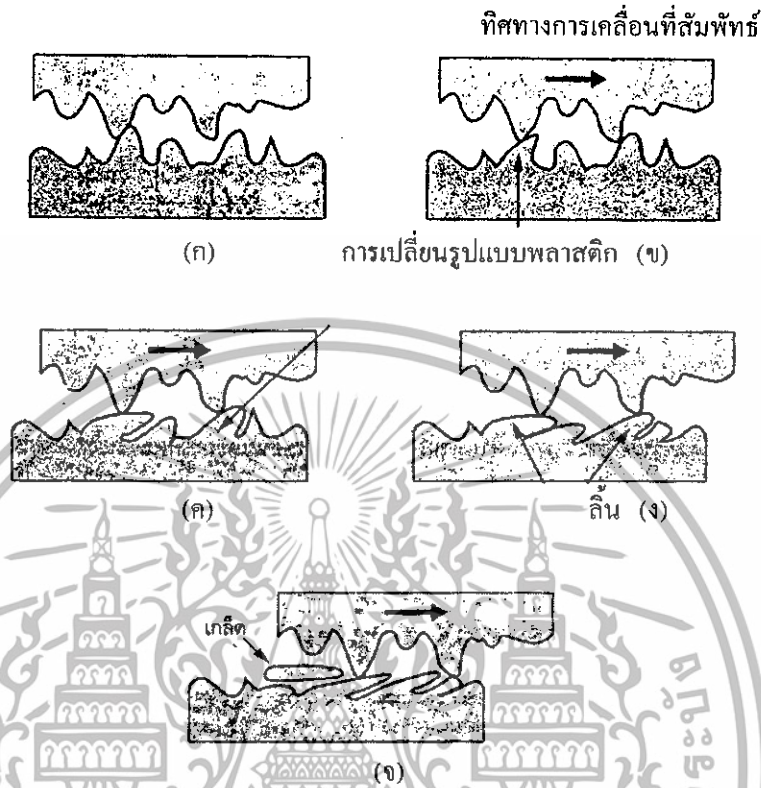 ทิศทางการเคลื่อนที่สัมพัทธ์
(ก)
การเปลี่ยนรูปแบบพลาสติก (ข)
(ค)
ลิ้น (ง)
เกล็ด
(จ)